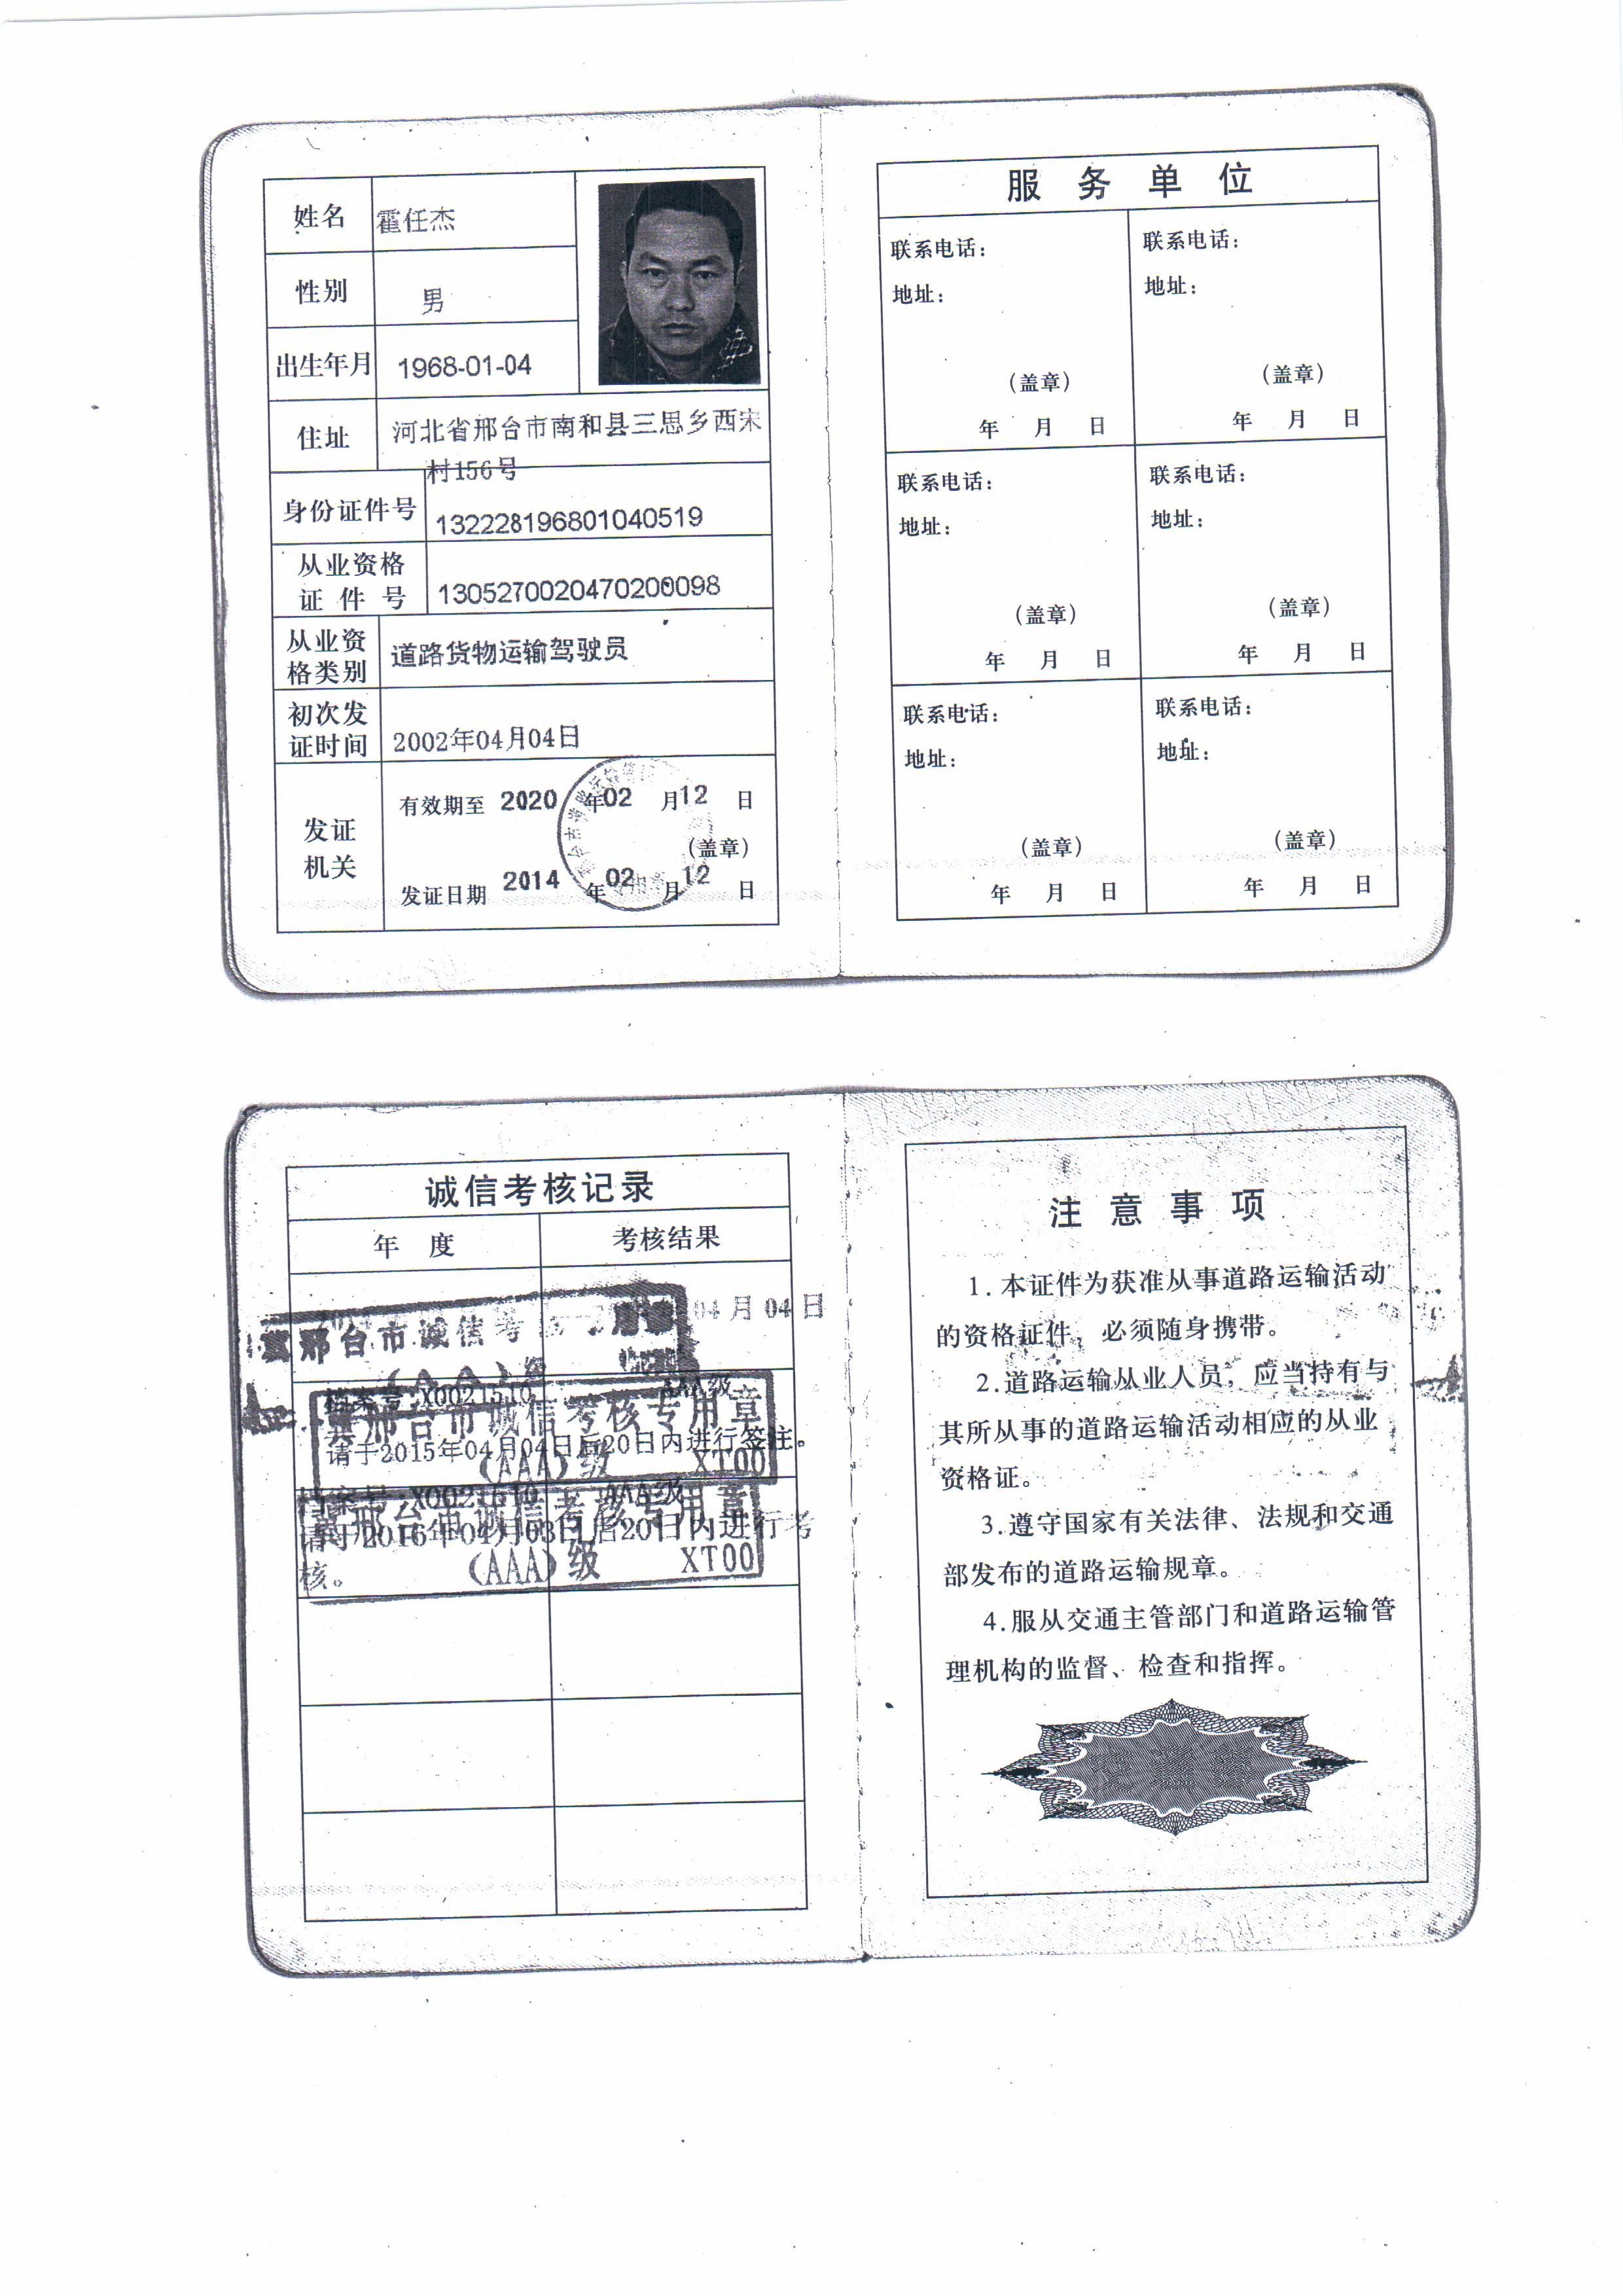 姓名 霍任杰
性别 男
出生年月 1968-01-04
住址 河北省邢台市南和县三思乡西宋
村156号
身份证件号 132228196801040519
从业资格
证件号 1305270020470200098
从业资
格类别 道路货物运输驾驶员
初次发
证时间 2002年04月04日
发证
机关
有效期至 2020 年 02 月 12 日
(盖章)
发证日期 2014 年 02 月 12 日
服务单位
联系电话：
地址：
(盖章)
年 月 日
联系电话：
地址：
(盖章)
年 月 日
联系电话：
地址：
(盖章)
年 月 日
联系电话：
地址：
(盖章)
年 月 日
联系电话：
地址：
(盖章)
年 月 日
联系电话：
地址：
(盖章)
年 月 日
诚信考核记录
年度 考核结果
04月04日
邢台市诚信考
档案号:X0021510 AAA级
冀邢台市诚信考核专用章
请于2015年04月04日后20日内进行签注。
(AAA)级 XT00
档案号:X0021510 AAA级
冀邢台市诚信考核专用章
请于2016年04月03日后20日内进行考
核。
(AAA)级 XT00
注意事项
1.本证件为获准从事道路运输活动
的资格证件，必须随身携带。
2.道路运输从业人员，应当持有与
其所从事的道路运输活动相应的从业
资格证。
3.遵守国家有关法律、法规和交通
部发布的道路运输规章。
4.服从交通主管部门和道路运输管
理机构的监督、检查和指挥。